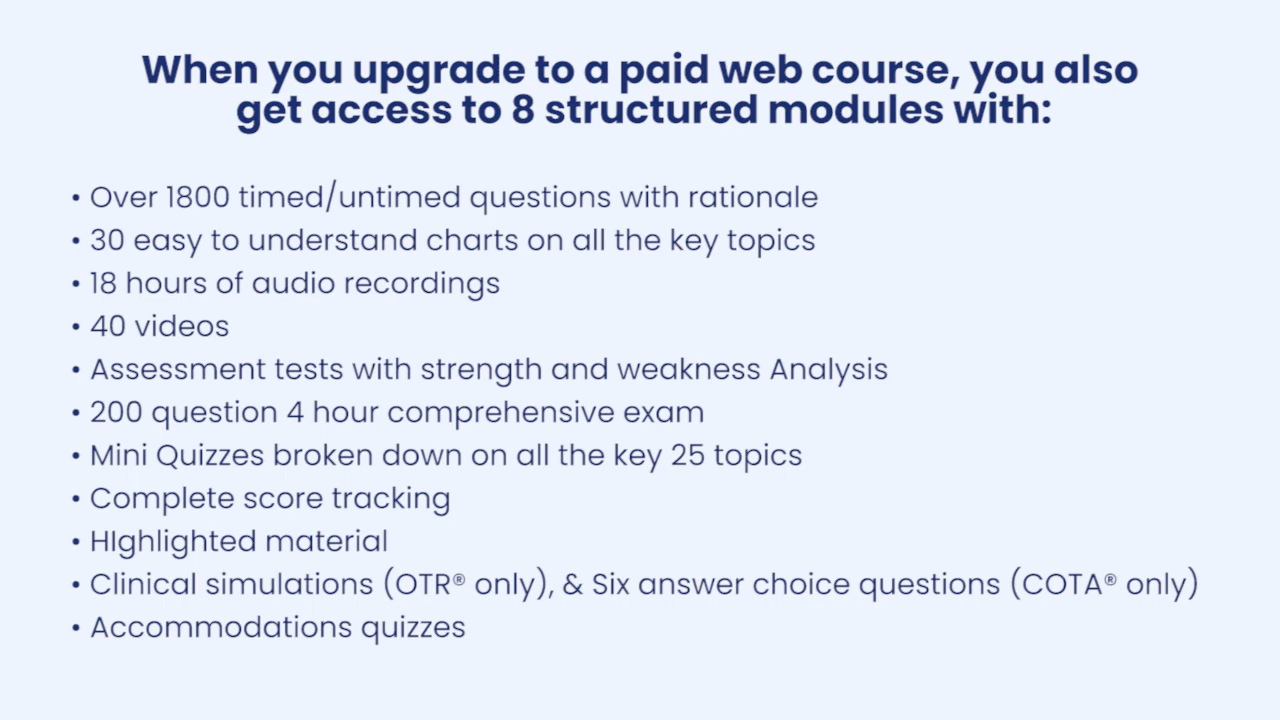 When you upgrade to a paid web course, you also
get access to 8 structured modules with:
• Over 1800 timed/untimed questions with rationale
• 30 easy to understand charts on all the key topics
• 18 hours of audio recordings
• 40 videos
• Assessment tests with strength and weakness Analysis
• 200 question 4 hour comprehensive exam
• Mini Quizzes broken down on all the key 25 topics
• Complete score tracking
• HIghlighted material
• Clinical simulations (OTR® only), & Six answer choice questions (COTA® only)
• Accommodations quizzes